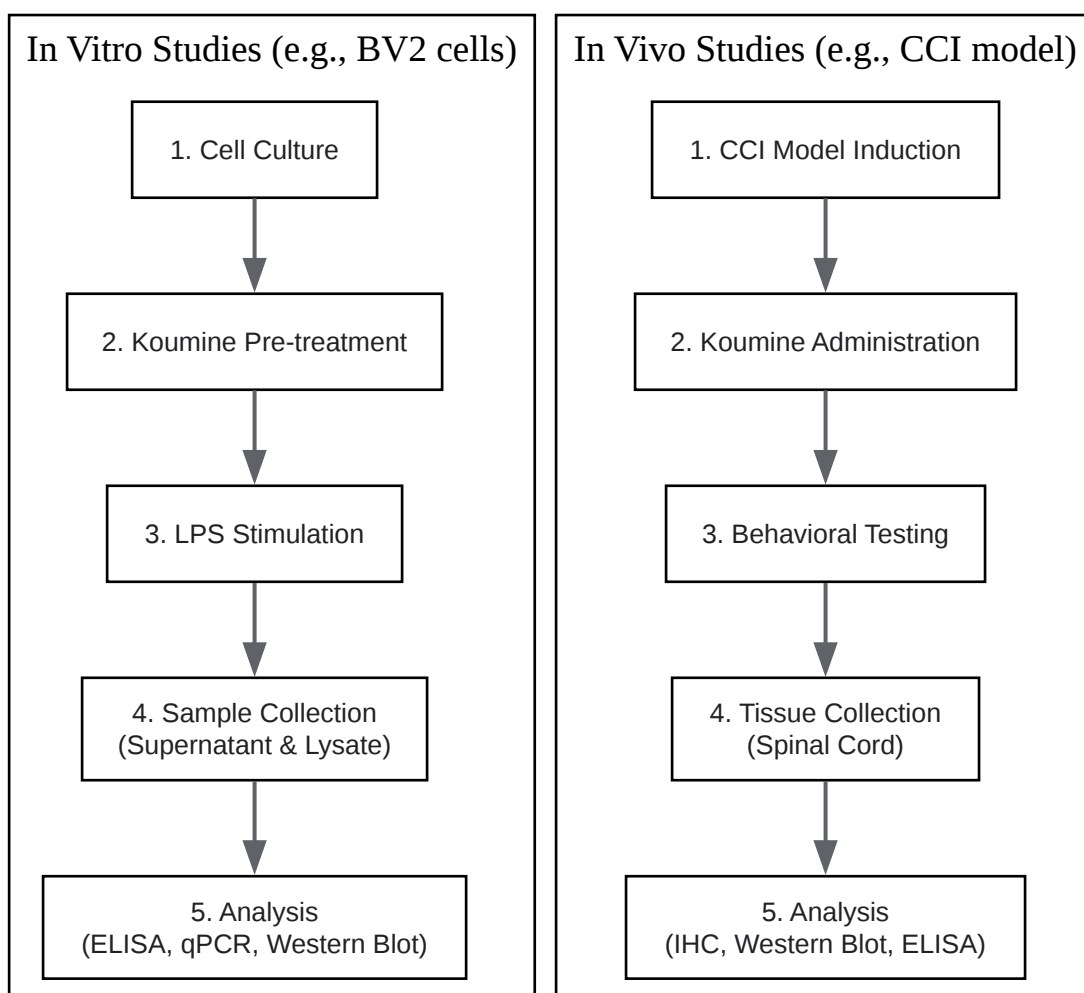 In Vitro Studies (e.g., BV2 cells)
1. Cell Culture
2. Koumine Pre-treatment
3. LPS Stimulation
4. Sample Collection
(Supernatant & Lysate)
5. Analysis
(ELISA, qPCR, Western Blot)
In Vivo Studies (e.g., CCI model)
1. CCI Model Induction
2. Koumine Administration
3. Behavioral Testing
4. Tissue Collection
(Spinal Cord)
5. Analysis
(IHC, Western Blot, ELISA)